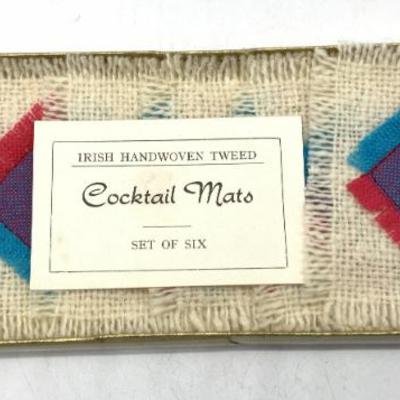 IRISH HANDWOVEN TWEED
Cocktail Mats
SET OF SIX